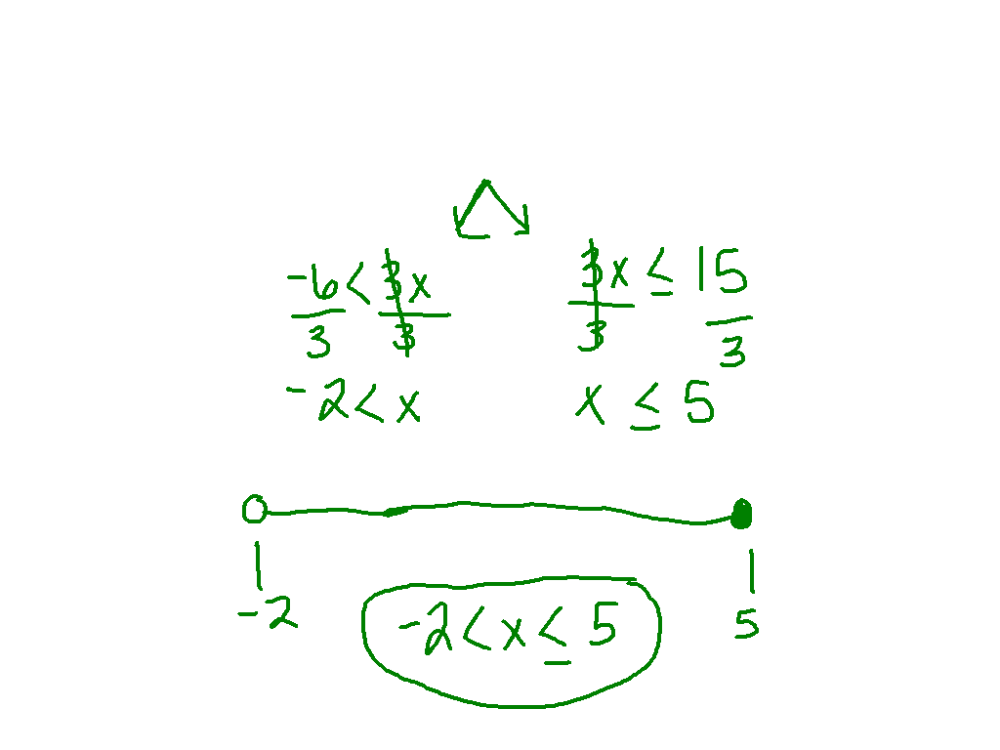 -6 < 3x 3x ≤ 15
3 3 3 3
-2 < x x ≤ 5
-2 5
-2 < x ≤ 5